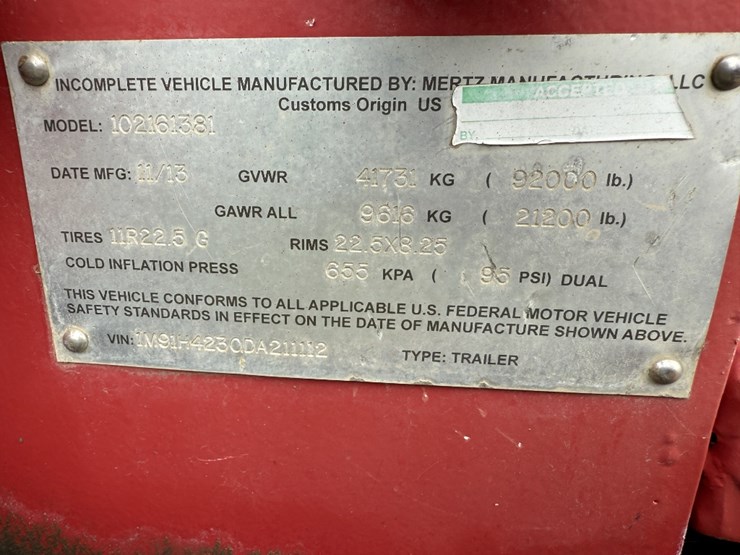 INCOMPLETE VEHICLE MANUFACTURED BY: MERTZ MANUFACTURING LLC
ACCEPTED
Customs Origin US
BY
MODEL: 102161381
DATE MFG: 11/13 GVWR 41731 KG ( 92000 lb.)
GAWR ALL 9616 KG ( 21200 lb.)
TIRES 11R22.5 G RIMS 22.5X8.25
COLD INFLATION PRESS 655 KPA ( 95 PSI) DUAL
THIS VEHICLE CONFORMS TO ALL APPLICABLE U.S. FEDERAL MOTOR VEHICLE
SAFETY STANDARDS IN EFFECT ON THE DATE OF MANUFACTURE SHOWN ABOVE.
VIN: 1M91H4230DA211112 TYPE: TRAILER